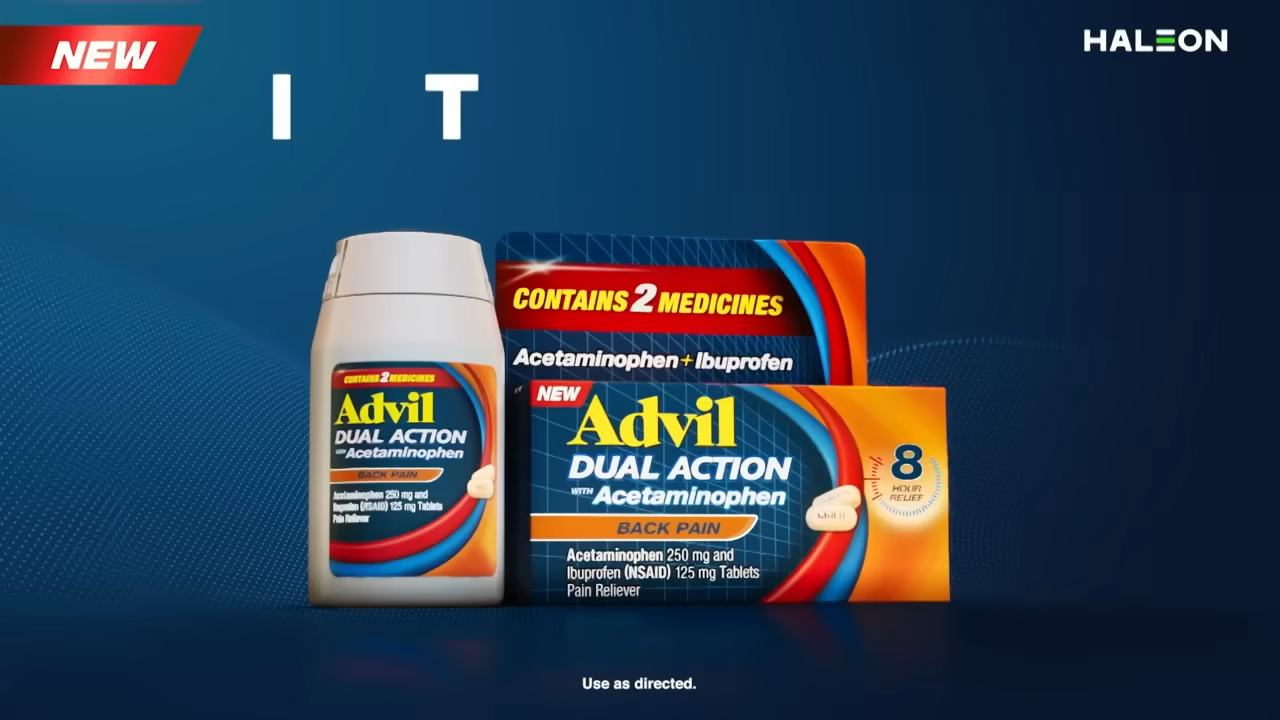 NEW
HALEON
I T
CONTAINS 2 MEDICINES
Acetaminophen + Ibuprofen
CONTAINS 2 MEDICINES
Advil
DUAL ACTION
WITH Acetaminophen
BACK PAIN
Acetaminophen 250 mg and
Ibuprofen (NSAID) 125 mg Tablets
Pain Reliever
NEW
Advil
DUAL ACTION
WITH Acetaminophen
BACK PAIN
Acetaminophen 250 mg and
Ibuprofen (NSAID) 125 mg Tablets
Pain Reliever
8
HOUR
RELIEF
Use as directed.